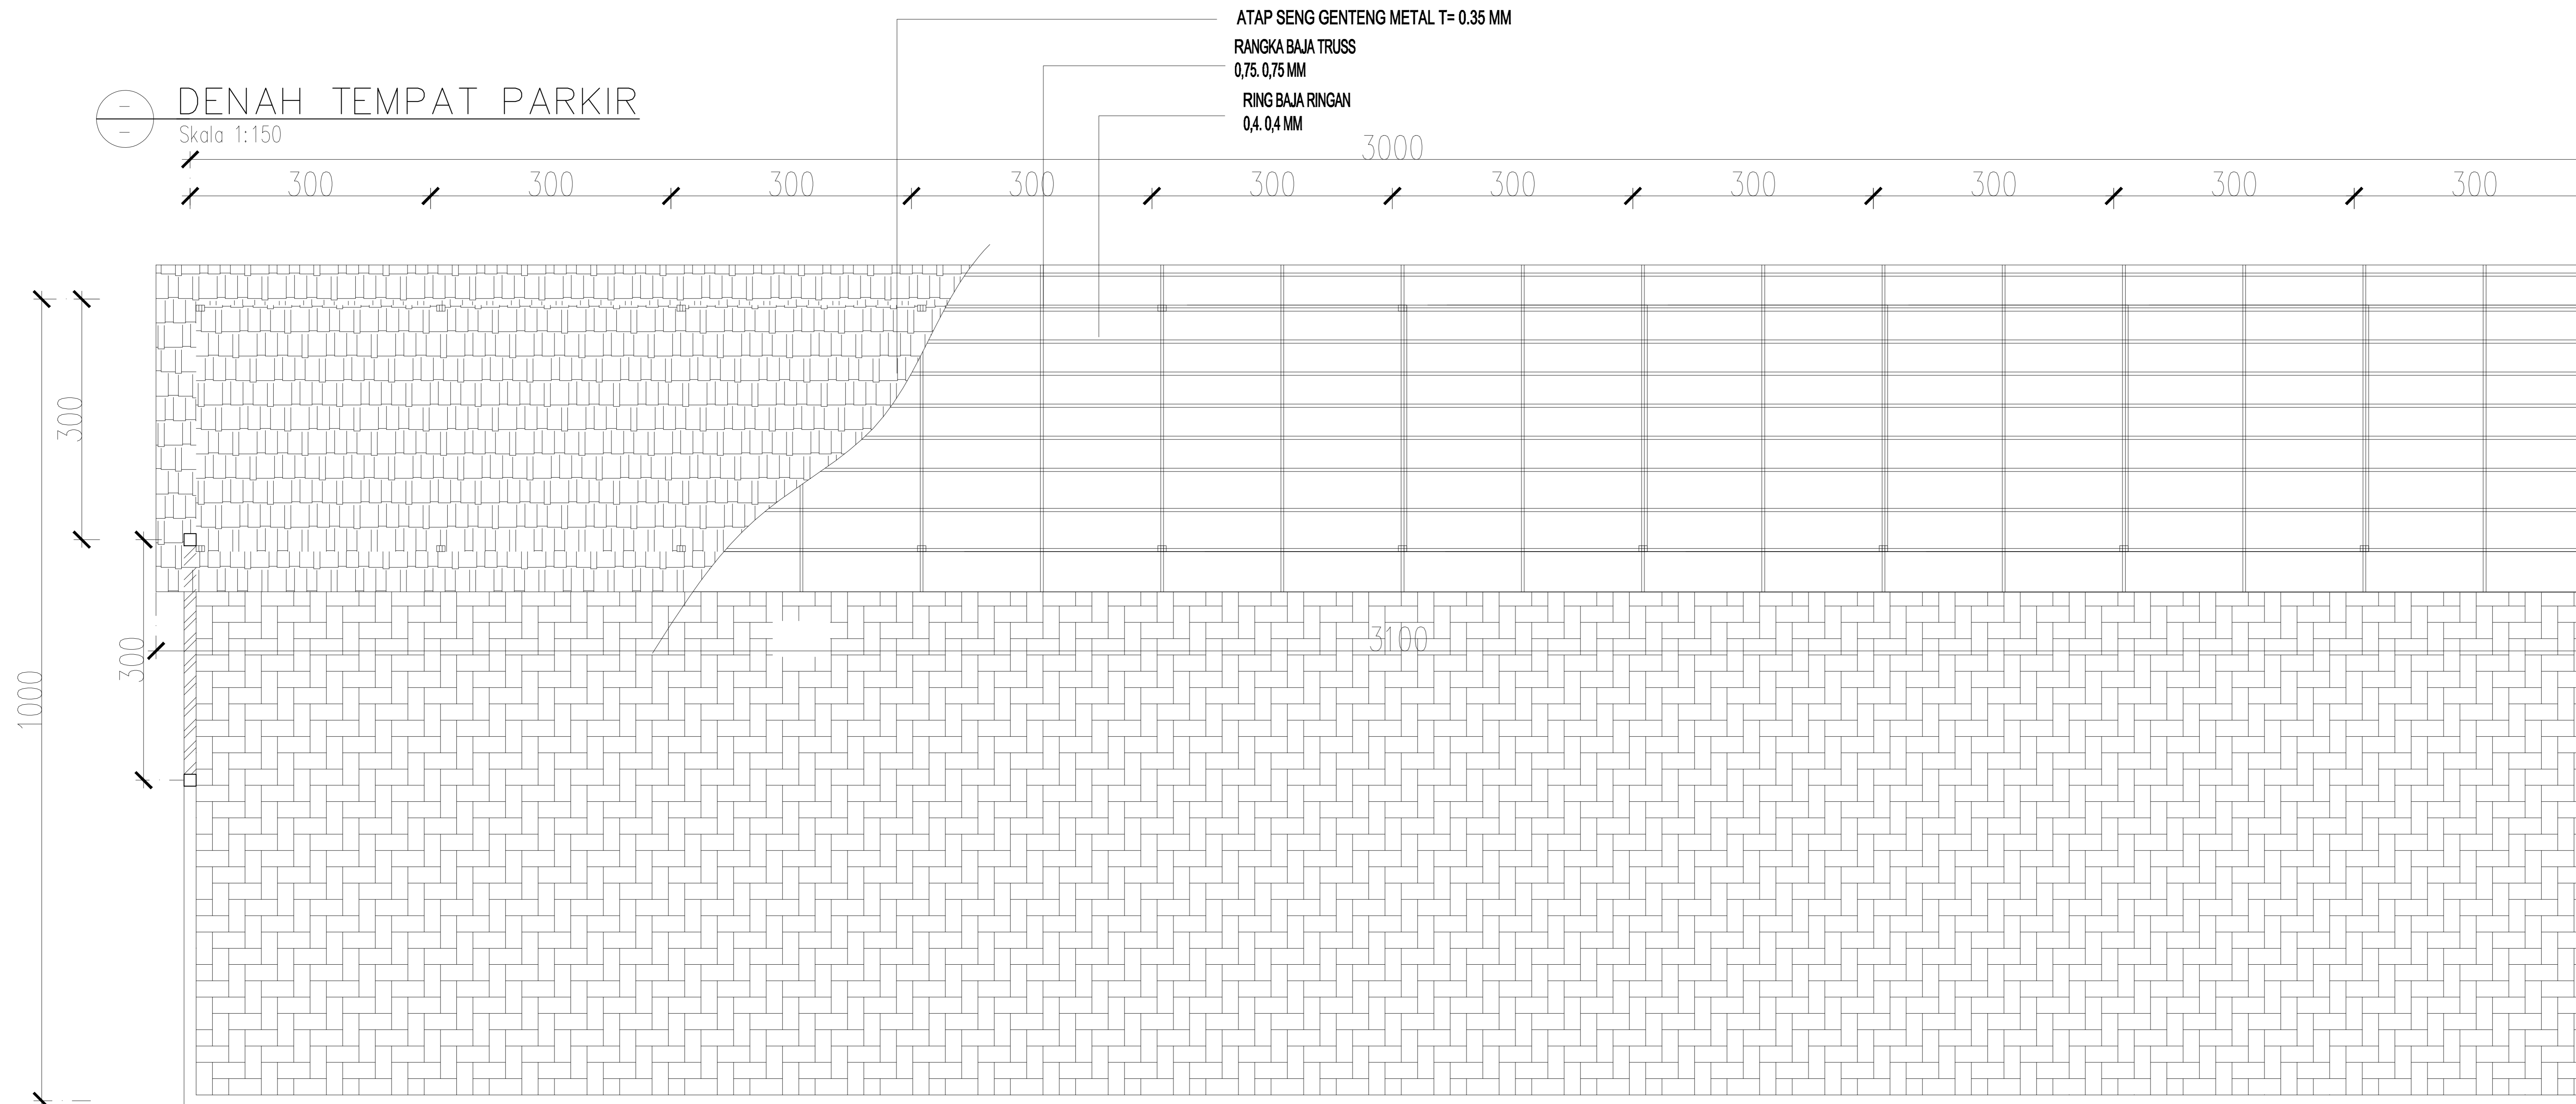 ATAP SENG GENTENG METAL T= 0.35 MM
RANGKA BAJA TRUSS
0,75. 0,75 MM
RING BAJA RINGAN
0,4. 0,4 MM
DENAH TEMPAT PARKIR
Skala 1:150
3000
300 300 300 300 300 300 300 300 300 300
300
300
1000
3100